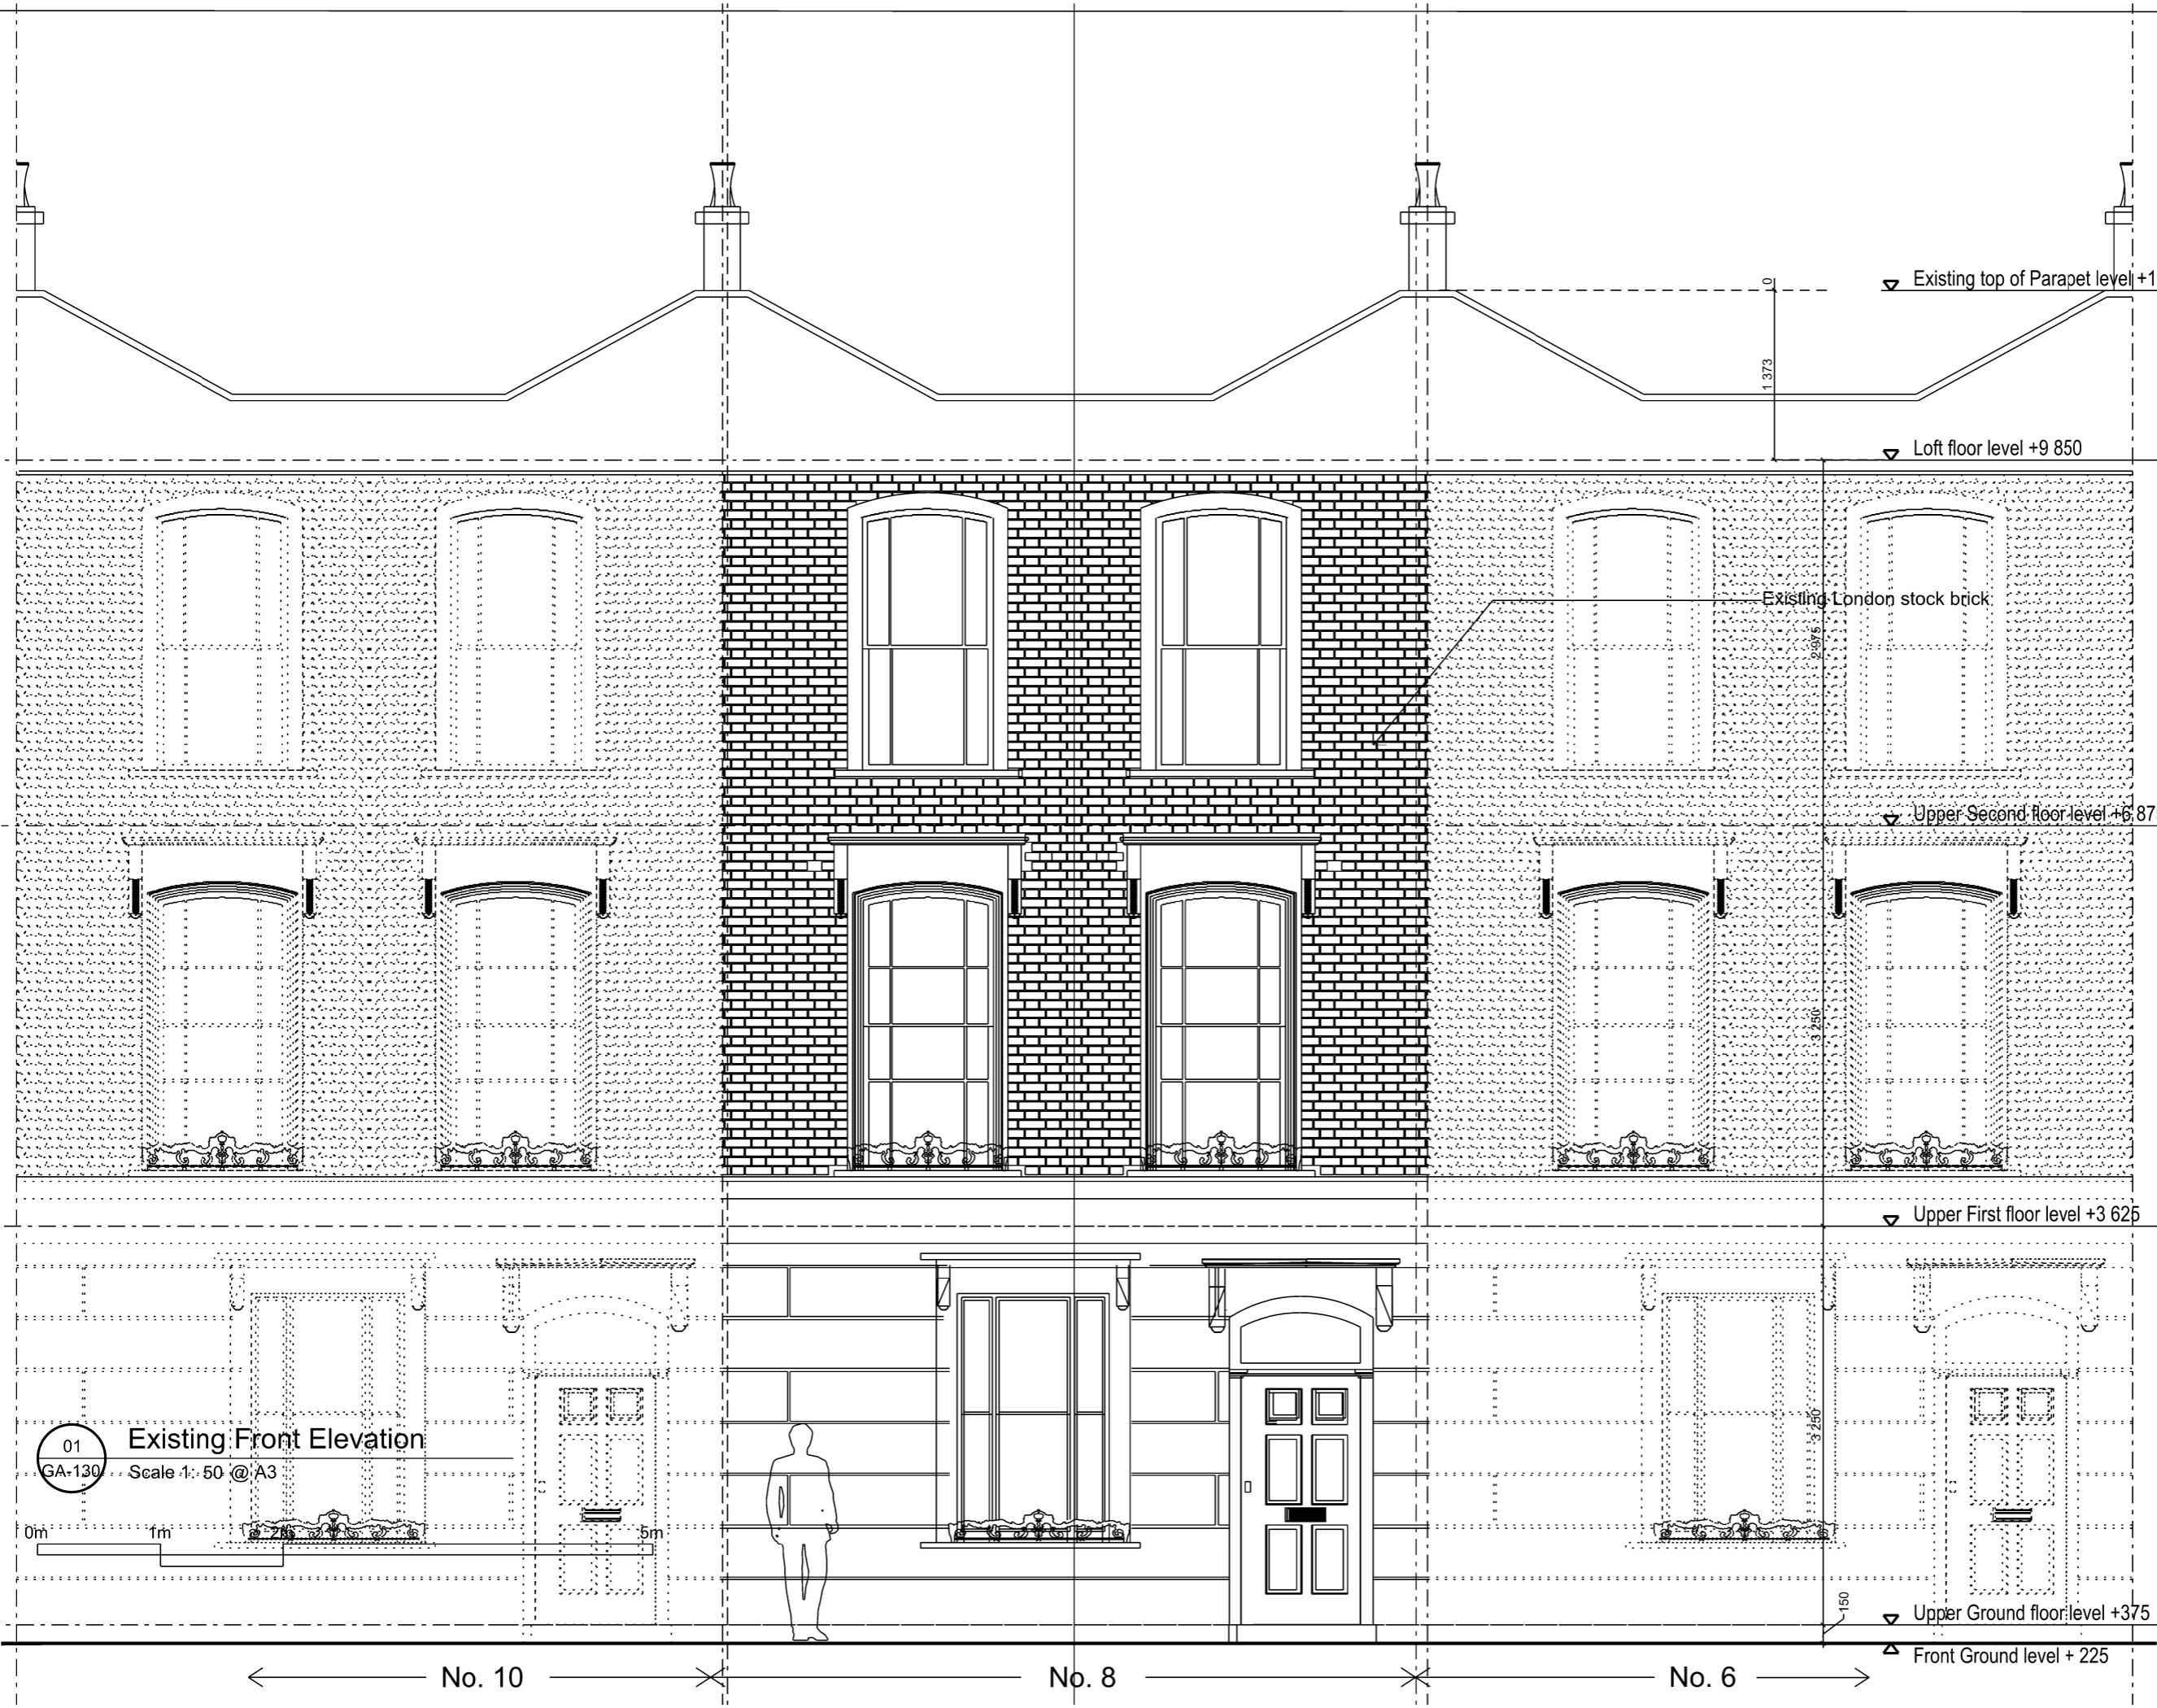 Existing top of Parapet level +1
0
1 373
Loft floor level +9 850
Existing London stock brick
2 975
Upper Second floor level +6 87
3 250
Upper First floor level +3 625
3 250
01
GA-130
Existing Front Elevation
Scale 1: 50 @ A3
0m 1m 2m 5m
150
Upper Ground floor level +375
Front Ground level + 225
No. 10 No. 8 No. 6